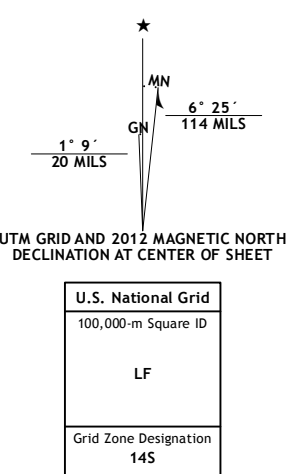 ★
MN
6° 25´
114 MILS
GN
1° 9´
20 MILS
UTM GRID AND 2012 MAGNETIC NORTH
DECLINATION AT CENTER OF SHEET
U.S. National Grid
100,000-m Square ID
LF
Grid Zone Designation
14S